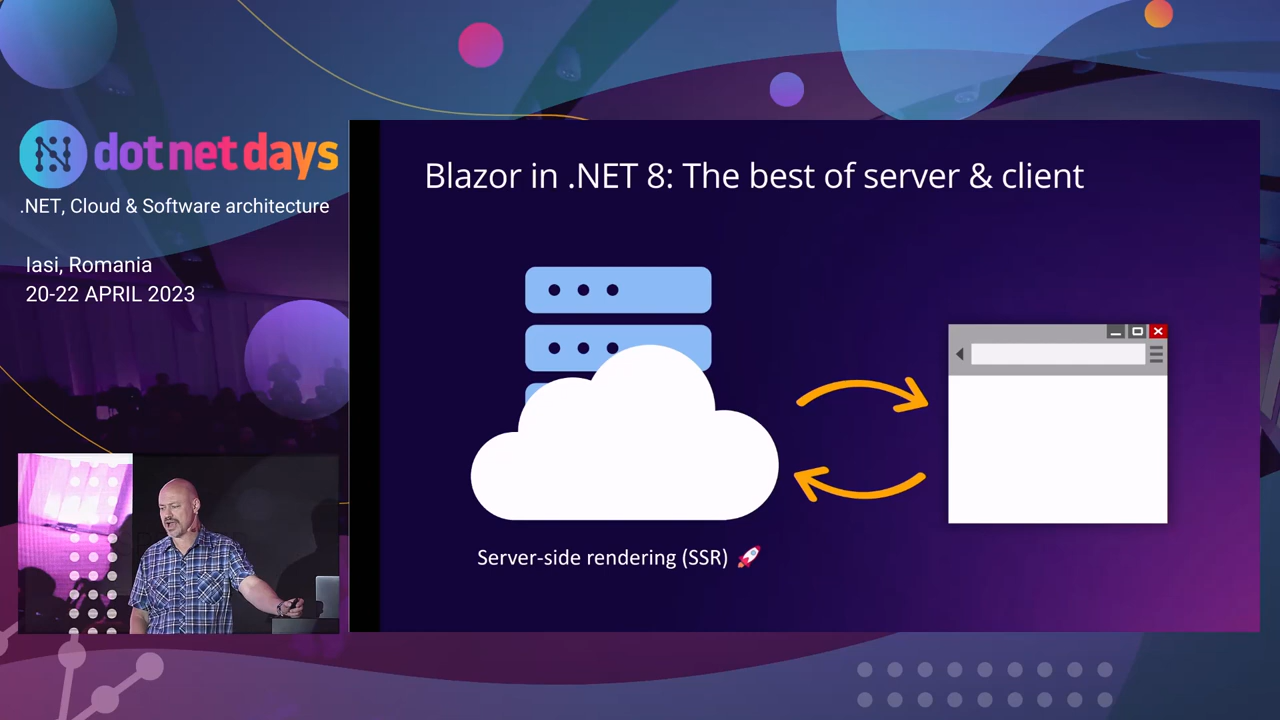 dotnetdays
.NET, Cloud & Software architecture
Iasi, Romania
20-22 APRIL 2023
Blazor in .NET 8: The best of server & client
Server-side rendering (SSR) 🚀